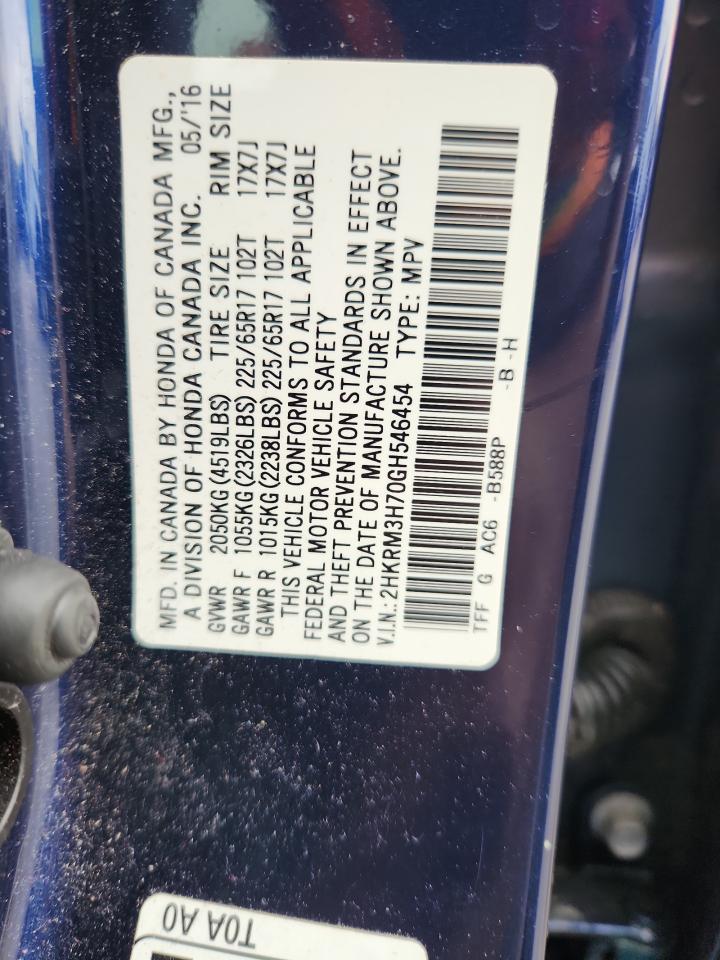 MFD. IN CANADA BY HONDA OF CANADA MFG.,
A DIVISION OF HONDA CANADA INC. 05/'16
GVWR 2050KG(4519LBS) TIRE SIZE RIM SIZE
GAWR F 1055KG(2326LBS) 225/65R17 102T 17X7J
GAWR R 1015KG(2238LBS) 225/65R17 102T 17X7J
THIS VEHICLE CONFORMS TO ALL APPLICABLE
FEDERAL MOTOR VEHICLE SAFETY
AND THEFT PREVENTION STANDARDS IN EFFECT
ON THE DATE OF MANUFACTURE SHOWN ABOVE.
V.I.N.:2HKRM3H70GH546454 TYPE: MPV
TFF G AC6 -B588P -B -H
T0A A0